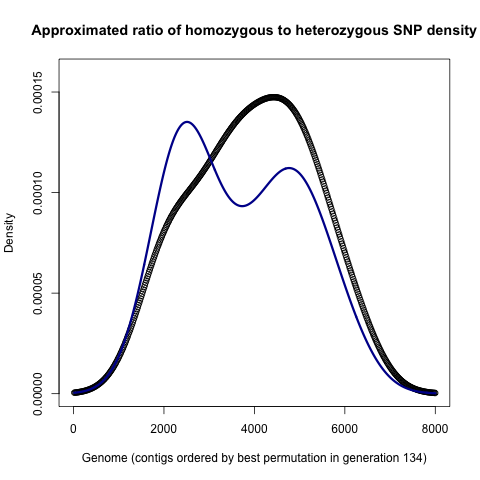 Approximated ratio of homozygous to heterozygous SNP density
0.00015
0.00010
0.00005
0.00000
Density
0 2000 4000 6000 8000
Genome (contigs ordered by best permutation in generation 134)